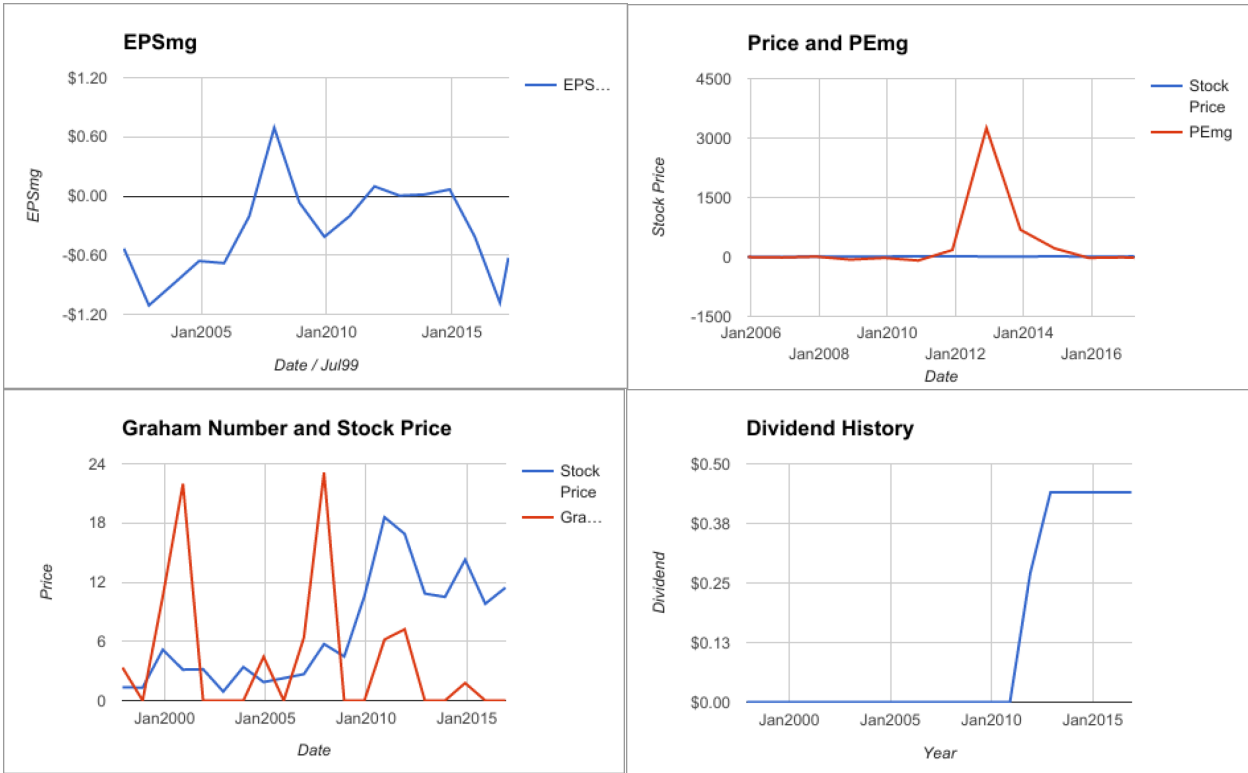 EPSmg
$1.20
$0.60
$0.00
-$0.60
-$1.20
EPSmg
EPS…
Jan2005
Jan2010
Jan2015
Date / Jul99
Price and PEmg
4500
3000
1500
0
-1500
Stock Price
Stock
Price
PEmg
Jan2006
Jan2008
Jan2010
Jan2012
Jan2014
Jan2016
Date
Graham Number and Stock Price
24
18
12
6
0
Price
Stock
Price
Gra…
Jan2000
Jan2005
Jan2010
Jan2015
Date
Dividend History
$0.50
$0.38
$0.25
$0.13
$0.00
Dividend
Jan2000
Jan2005
Jan2010
Jan2015
Year